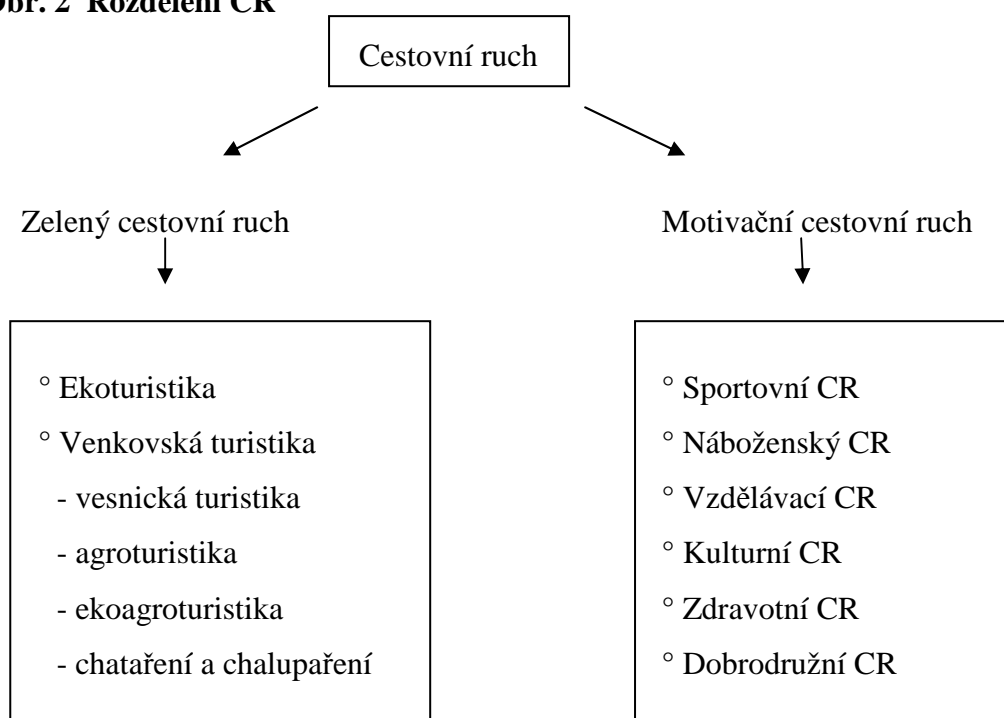 Obr. 2 Rozdělení CR
Cestovní ruch
Zelený cestovní ruch
Motivační cestovní ruch
° Ekoturistika
° Venkovská turistika
- vesnická turistika
- agroturistika
- ekoagroturistika
- chataření a chalupaření
° Sportovní CR
° Náboženský CR
° Vzdělávací CR
° Kulturní CR
° Zdravotní CR
° Dobrodružní CR